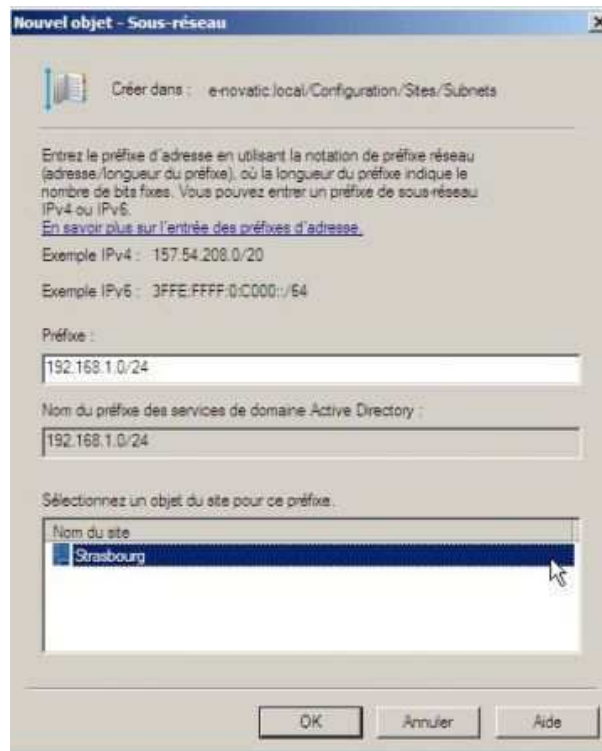 Nouvel objet - Sous-réseau
Créer dans : e-novatic.local/Configuration/Sites/Subnets
Entrez le préfixe d'adresse en utilisant la notation de préfixe réseau
(adresse/longueur du préfixe), où la longueur du préfixe indique le
nombre de bits fixes. Vous pouvez entrer un préfixe de sous-réseau
IPv4 ou IPv6.
En savoir plus sur l'entrée des préfixes d'adresse.
Exemple IPv4 : 157.54.208.0/20
Exemple IPv6 : 3FFE:FFFF:0:C000::/64
Préfixe :
192.168.1.0/24
Nom du préfixe des services de domaine Active Directory :
192.168.1.0/24
Sélectionnez un objet du site pour ce préfixe.
Nom du site
Strasbourg
OK Annuler Aide